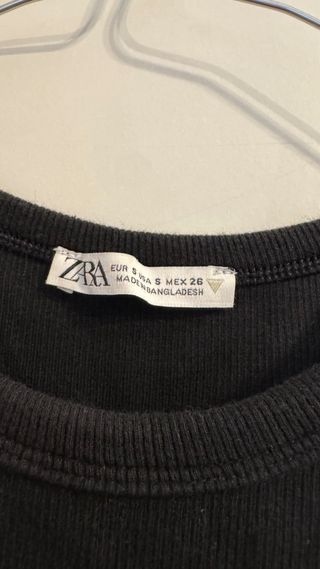 ZARA
EUR S USA S MEX 26
MADE IN BANGLADESH